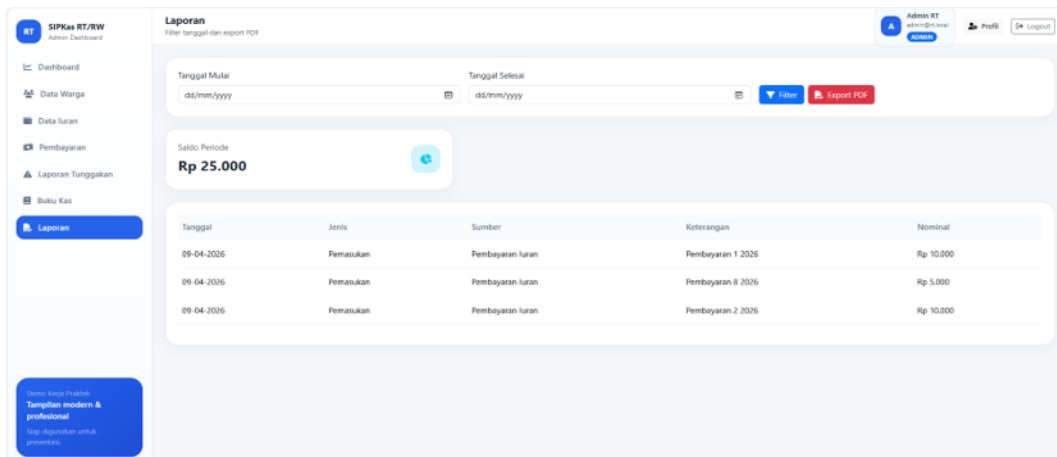 RT
SIPKas RT/RW
Admin Dashboard
Dashboard
Data Warga
Data Iuran
Pembayaran
Laporan Tunggakan
Buku Kas
Laporan
Demo Kerja Praktek
Tampilan modern &
profesional
Siap digunakan untuk
presentasi.
Laporan
Filter tanggal dan export PDF
A
Admin RT
admin@rt.local
ADMIN
Profil
Logout
Tanggal Mulai
Tanggal Selesai
dd/mm/yyyy
dd/mm/yyyy
Filter
Export PDF
Saldo Periode
Rp 25.000
Tanggal Jenis Sumber Keterangan Nominal
09-04-2026 Pemasukan Pembayaran Iuran Pembayaran 1 2026 Rp 10.000
09-04-2026 Pemasukan Pembayaran Iuran Pembayaran 8 2026 Rp 5.000
09-04-2026 Pemasukan Pembayaran Iuran Pembayaran 2 2026 Rp 10.000